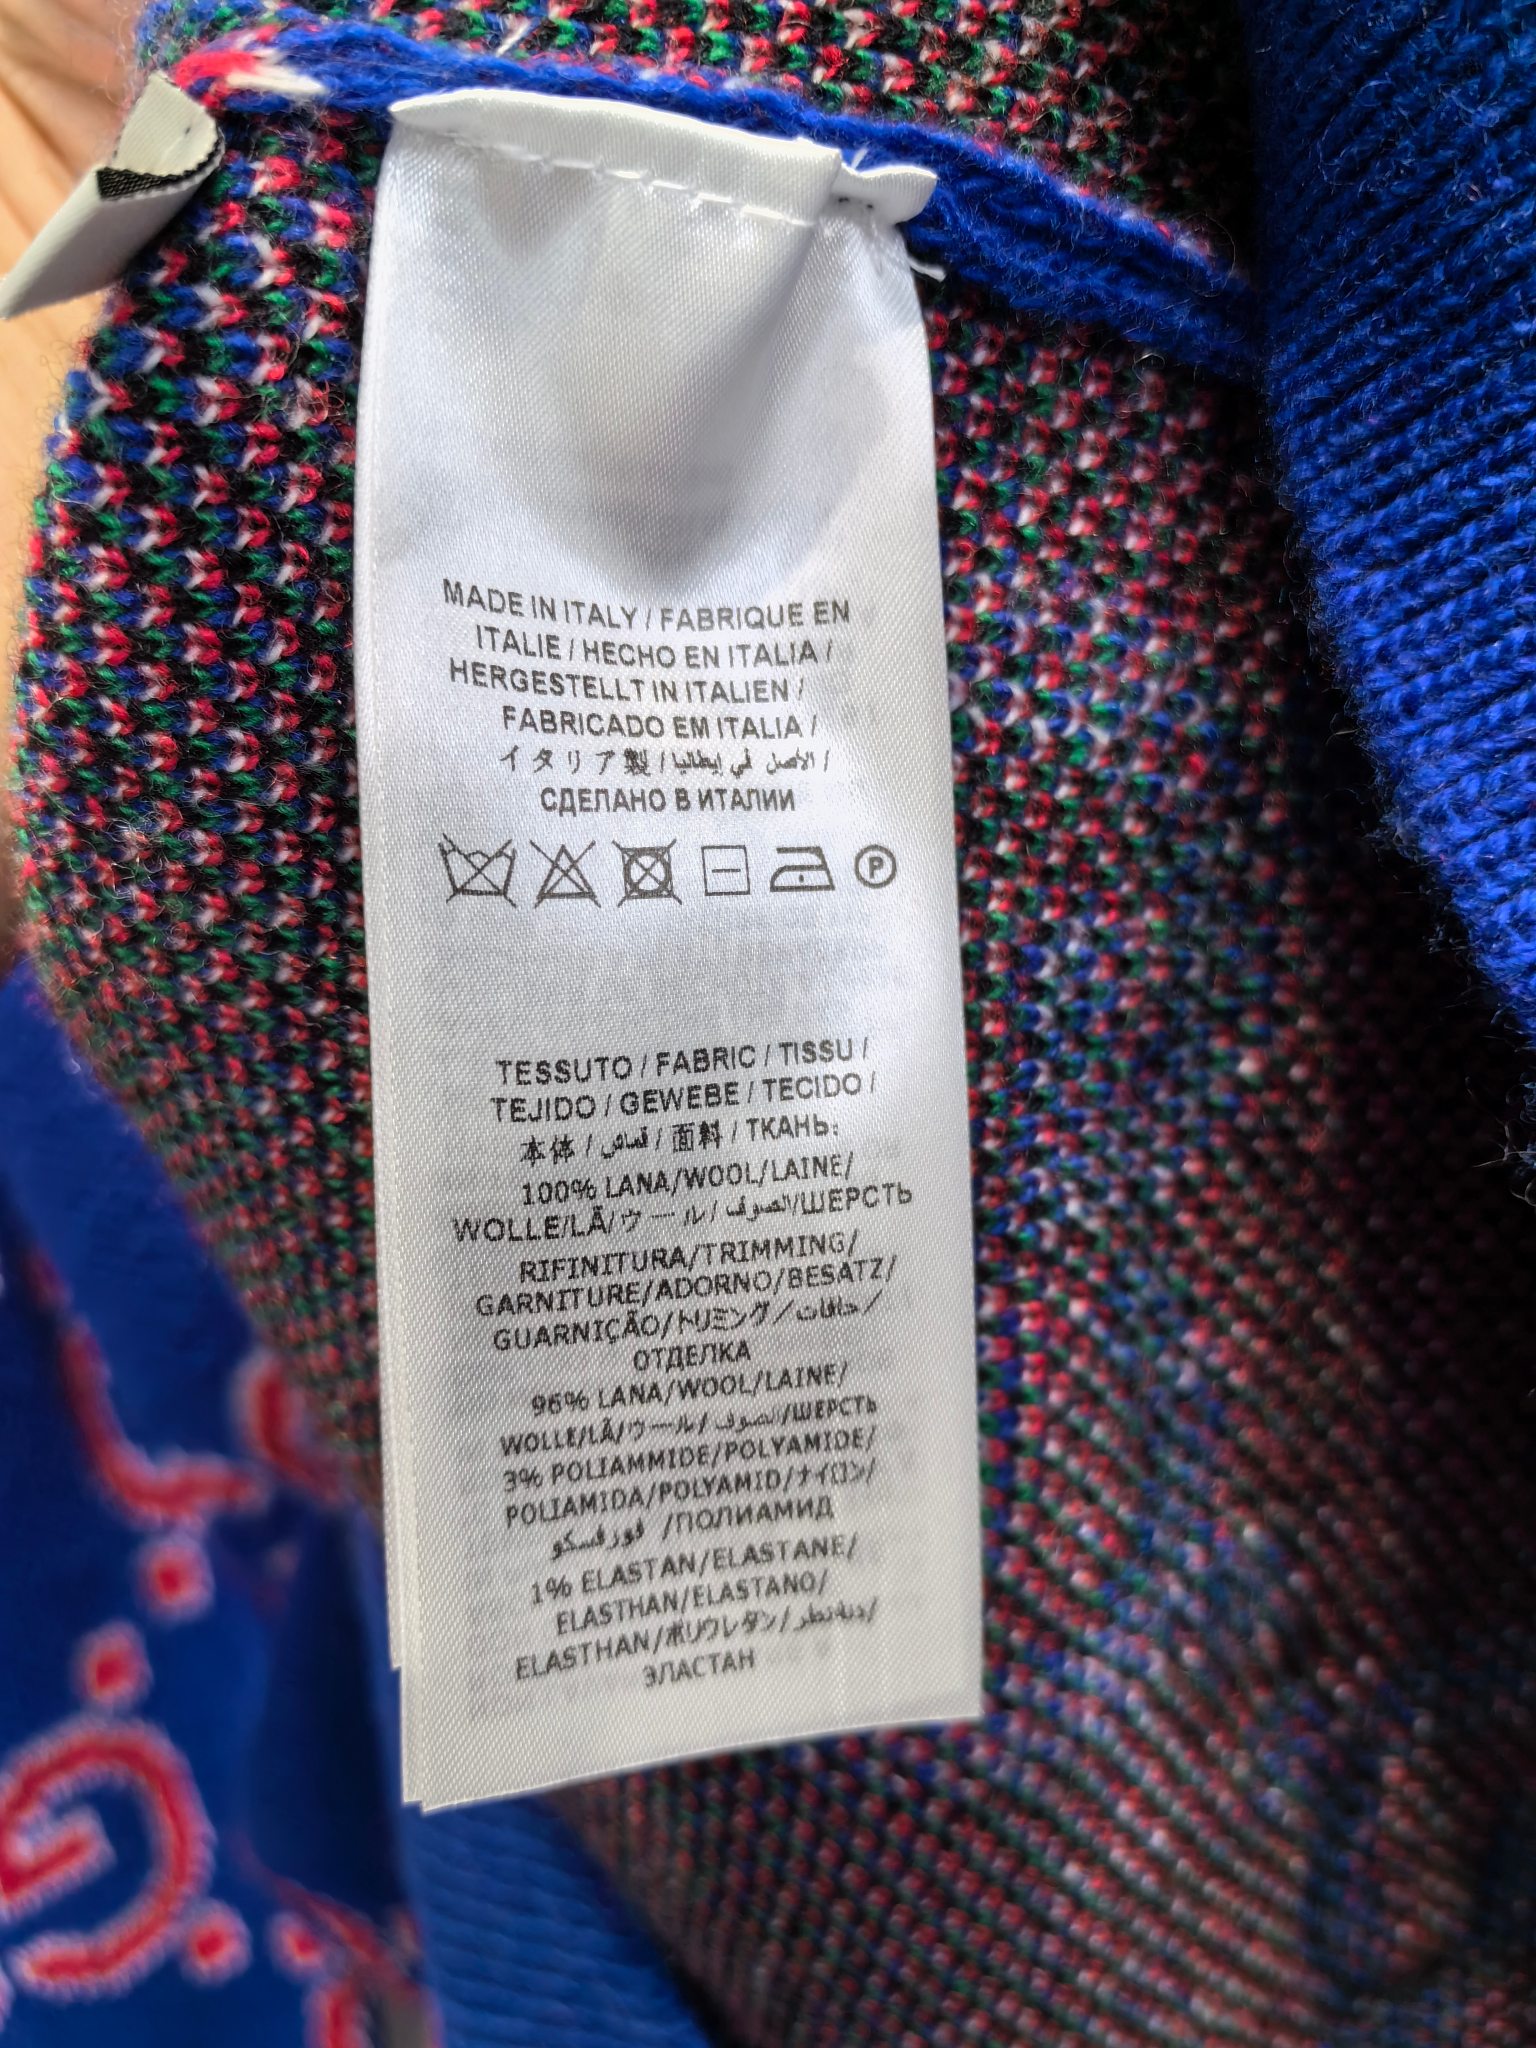 MADE IN ITALY / FABRIQUE EN
ITALIE / HECHO EN ITALIA /
HERGESTELLT IN ITALIEN /
FABRICADO EM ITALIA /
イタリア製 / الأصل في إيطاليا /
СДЕЛАНО В ИТАЛИИ
P
TESSUTO / FABRIC / TISSU /
TEJIDO / GEWEBE / TECIDO /
本体 / قماش / 面料 / ТКАНЬ:
100% LANA/WOOL/LAINE/
WOLLE/LÃ/ウール/الصوف/ШЕРСТЬ
RIFINITURA/TRIMMING/
GARNITURE/ADORNO/BESATZ/
GUARNIÇÃO/トリミング/حافات/
ОТДЕЛКА
96% LANA/WOOL/LAINE/
WOLLE/LÃ/ウール/الصوف/ШЕРСТЬ
3% POLIAMMIDE/POLYAMIDE/
POLIAMIDA/POLYAMID/ナイロン/
/ПОЛИАМИД
1% ELASTAN/ELASTANE/
ELASTHAN/ELASTANO/
ELASTHAN/ポリウレタン/
ЭЛАСТАН